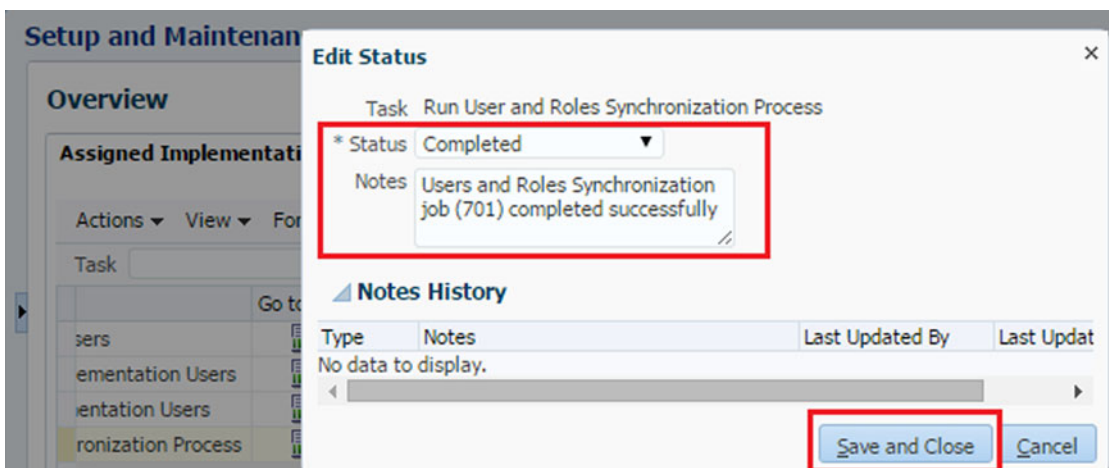 Setup and Maintenan
Edit Status
×
Overview
Task Run User and Roles Synchronization Process
Assigned Implementati
* Status Completed
Notes Users and Roles Synchronization
job (701) completed successfully
Actions View For
Task
Notes History
Go to
Type Notes Last Updated By Last Updat
No data to display.
sers
ementation Users
entation Users
ronization Process
Save and Close Cancel